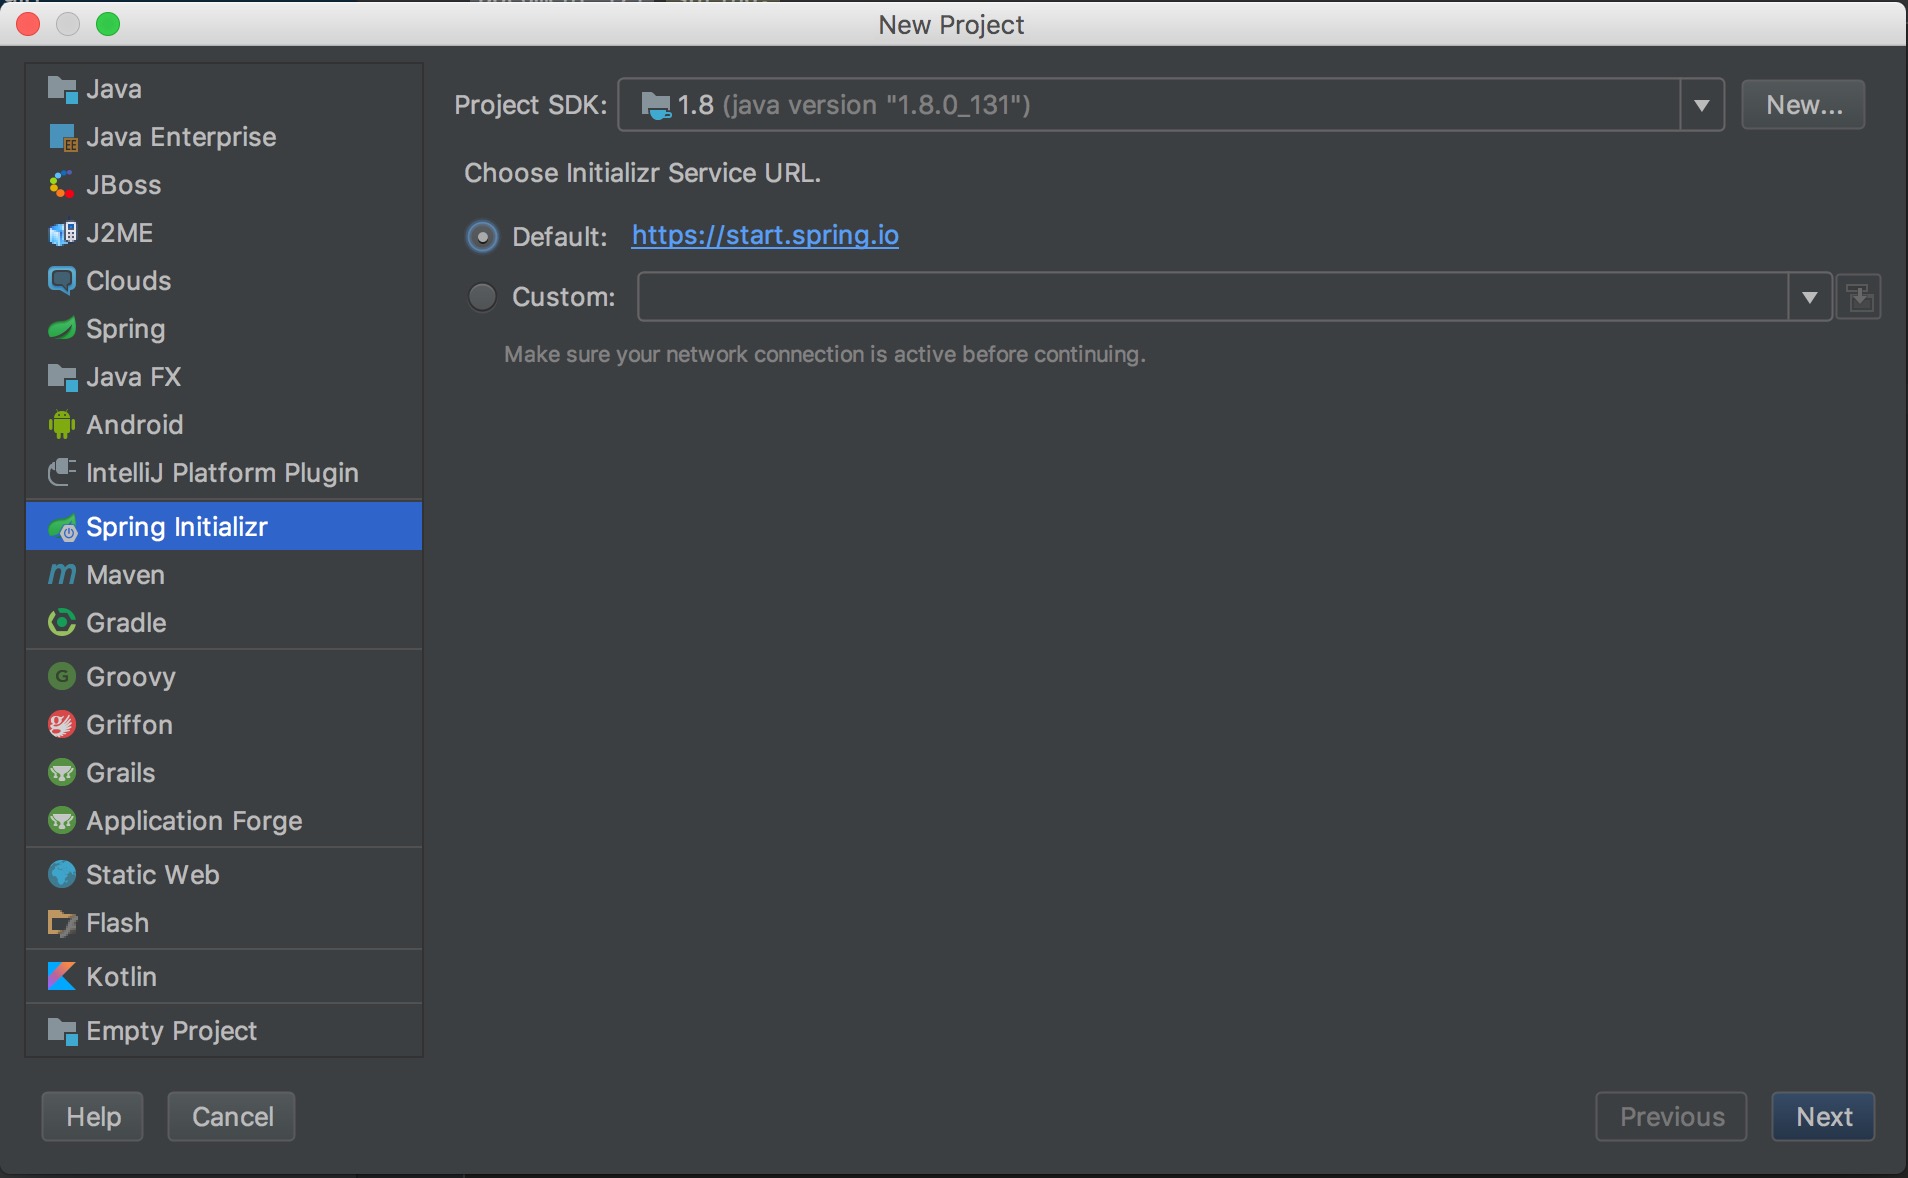 New Project
Java
Java Enterprise
JBoss
J2ME
Clouds
Spring
Java FX
Android
IntelliJ Platform Plugin
Spring Initializr
Maven
Gradle
Groovy
Griffon
Grails
Application Forge
Static Web
Flash
Kotlin
Empty Project
Project SDK: 1.8 (java version "1.8.0_131") New...
Choose Initializr Service URL.
Default: https://start.spring.io
Custom:
Make sure your network connection is active before continuing.
Help Cancel Previous Next